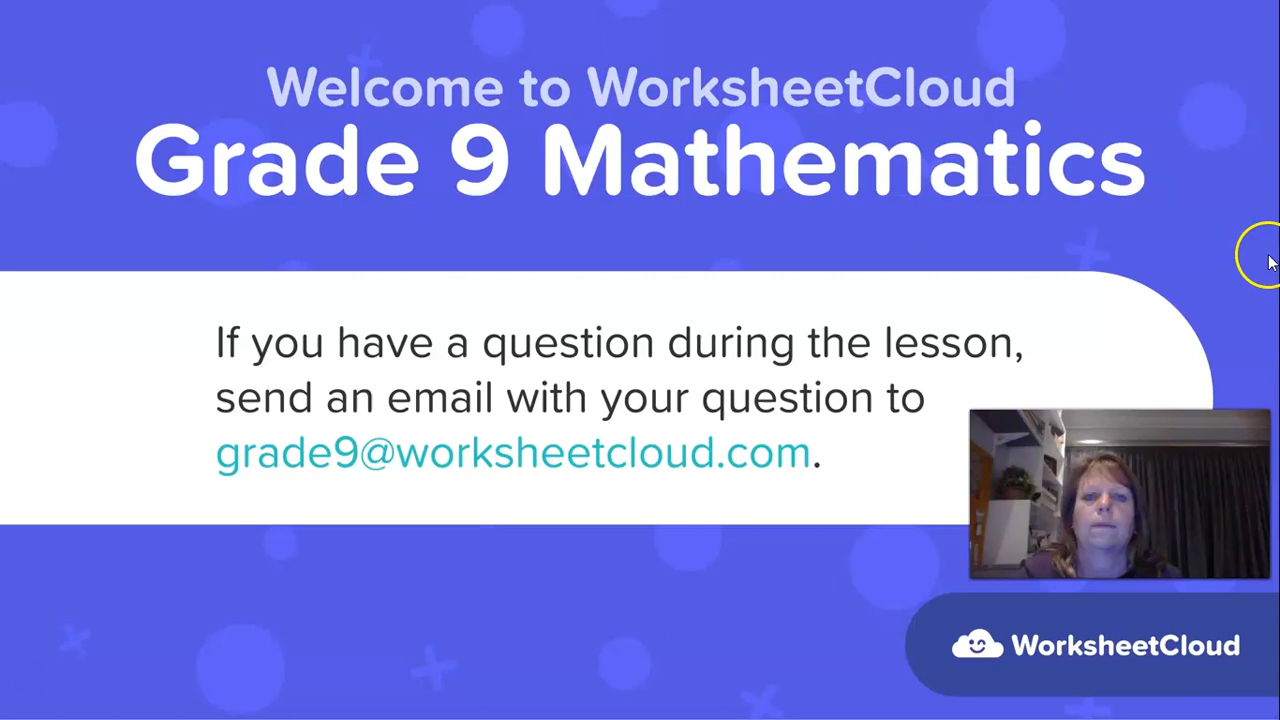 Welcome to WorksheetCloud
Grade 9 Mathematics
If you have a question during the lesson,
send an email with your question to
grade9@worksheetcloud.com.
WorksheetCloud